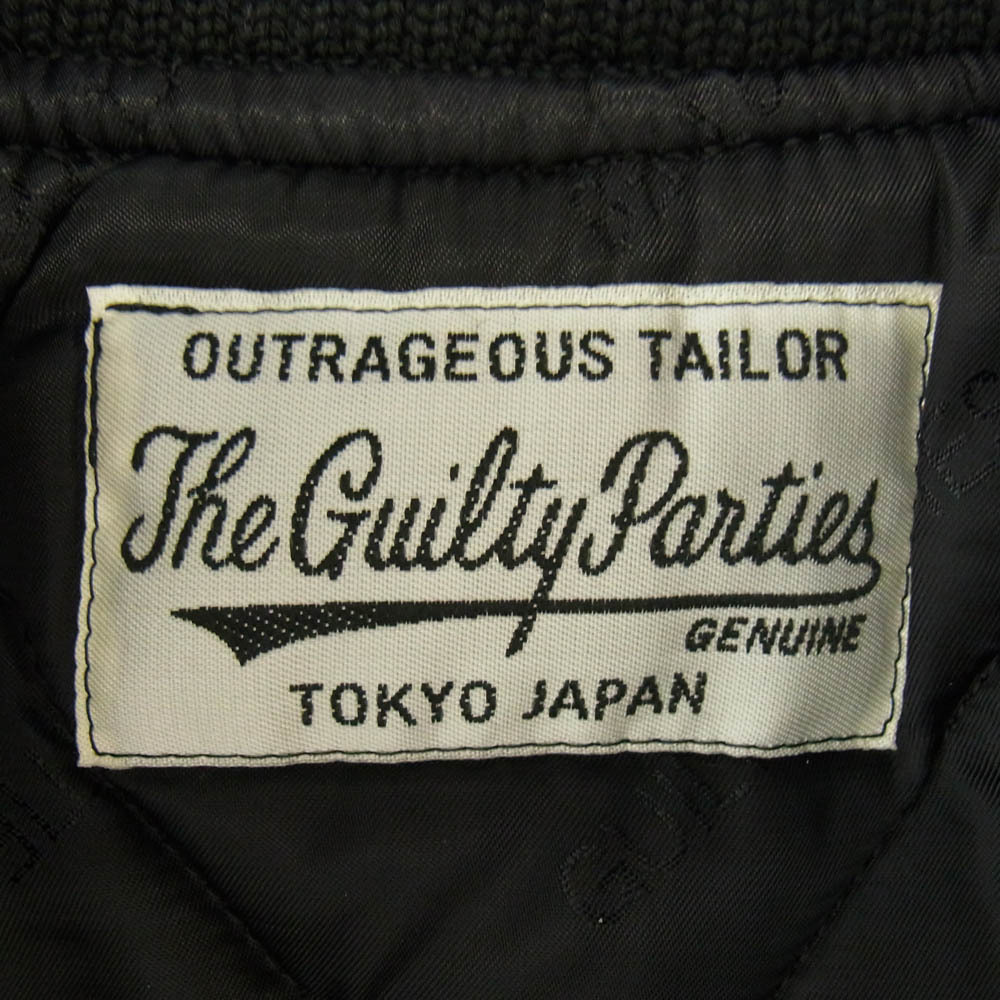 OUTRAGEOUS TAILOR
The Guilty Parties
GENUINE
TOKYO JAPAN